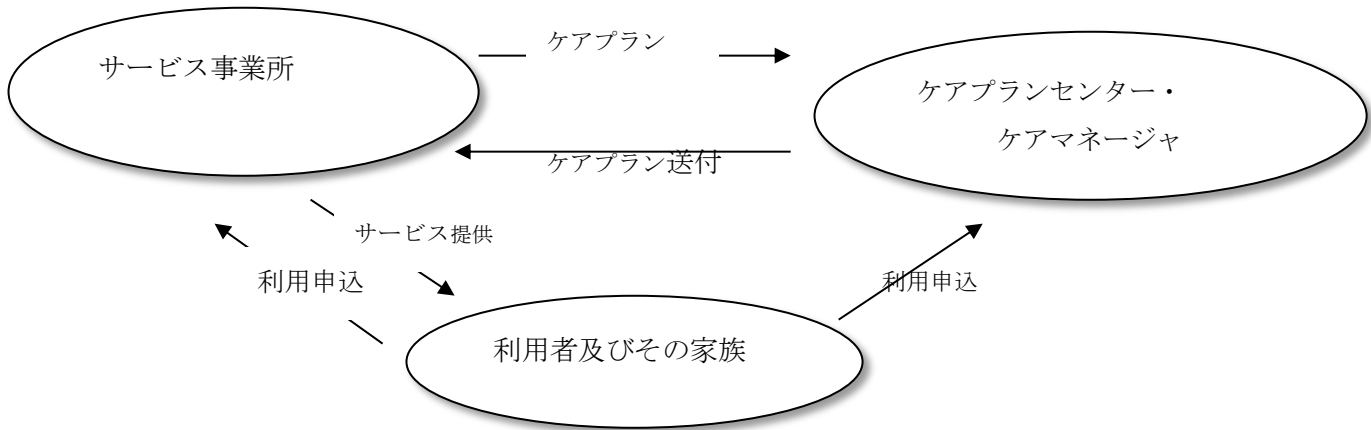 ケアプラン
サービス事業所
ケアプランセンター・
ケアマネージャ
ケアプラン送付
サービス提供
利用申込
利用申込
利用者及びその家族